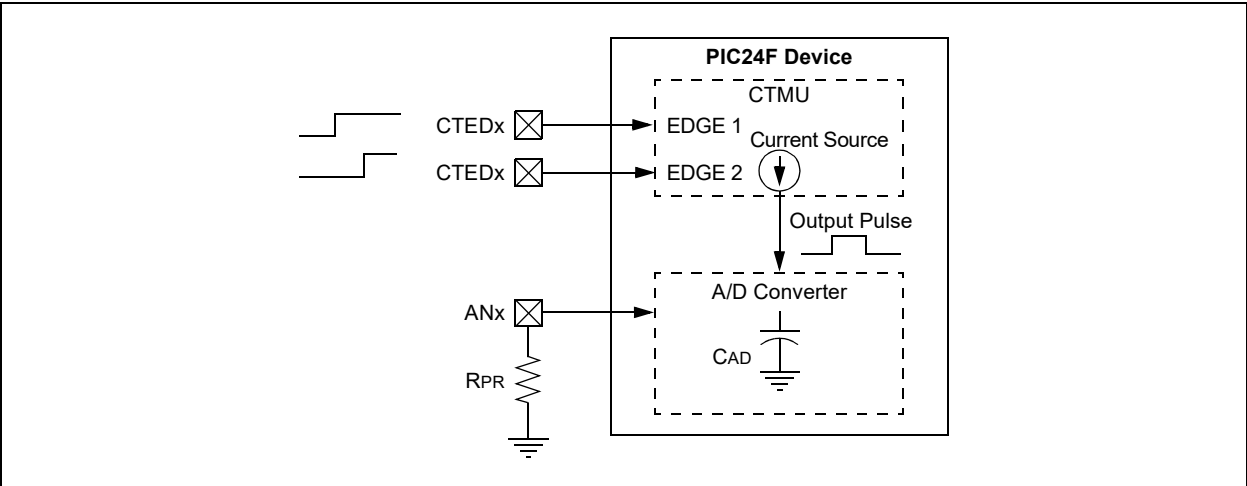 PIC24F Device
CTMU
CTEDx
EDGE 1
Current Source
CTEDx
EDGE 2
Output Pulse
A/D Converter
ANx
CAD
RPR